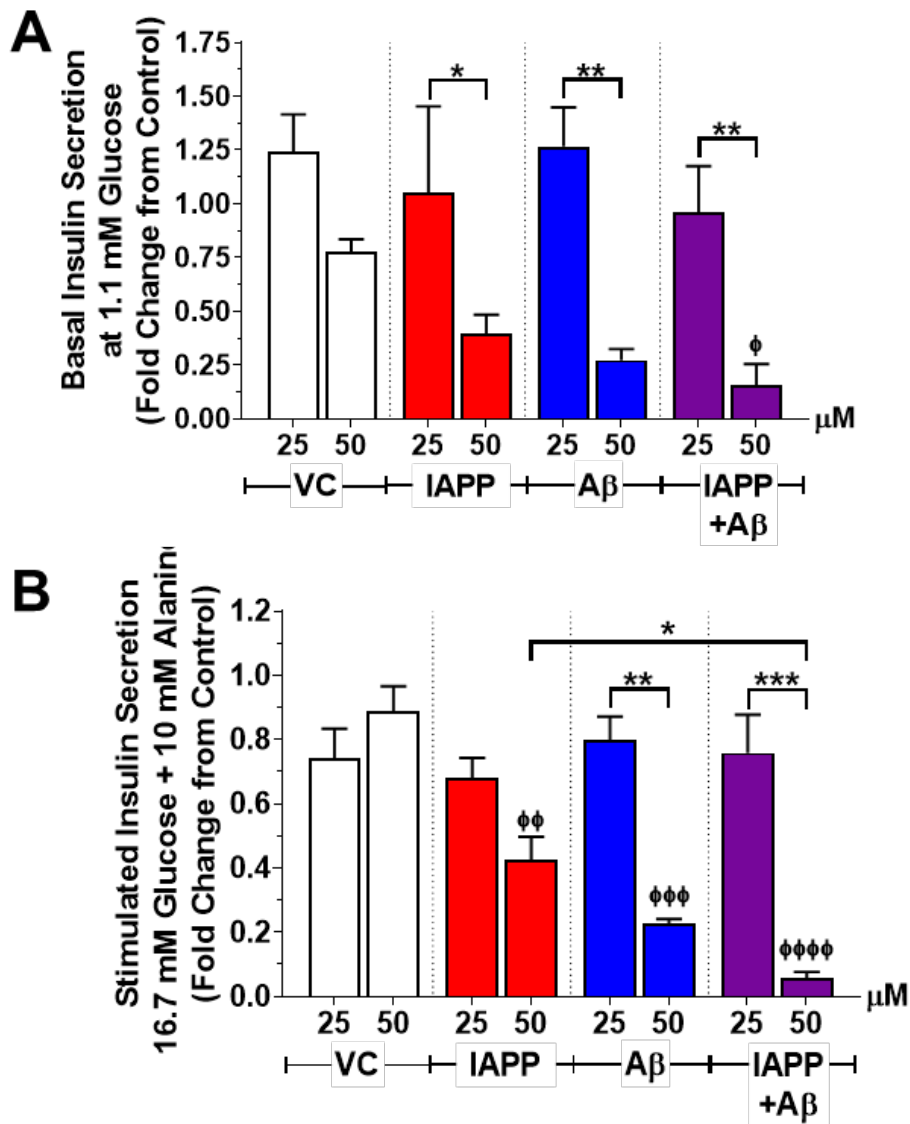 A
Basal Insulin Secretion
at 1.1 mM Glucose
(Fold Change from Control)
1.75
1.50
1.25
1.00
0.75
0.50
0.25
0.00
*
**
**
ϕ
25 50 25 50 25 50 25 50 μM
VC IAPP Aβ IAPP
+Aβ
B
Stimulated Insulin Secretion
16.7 mM Glucose + 10 mM Alanin
(Fold Change from Control)
1.2
1.0
0.8
0.6
0.4
0.2
0.0
*
**
***
ϕϕ
ϕϕϕ
ϕϕϕϕ
25 50 25 50 25 50 25 50 μM
VC IAPP Aβ IAPP
+Aβ